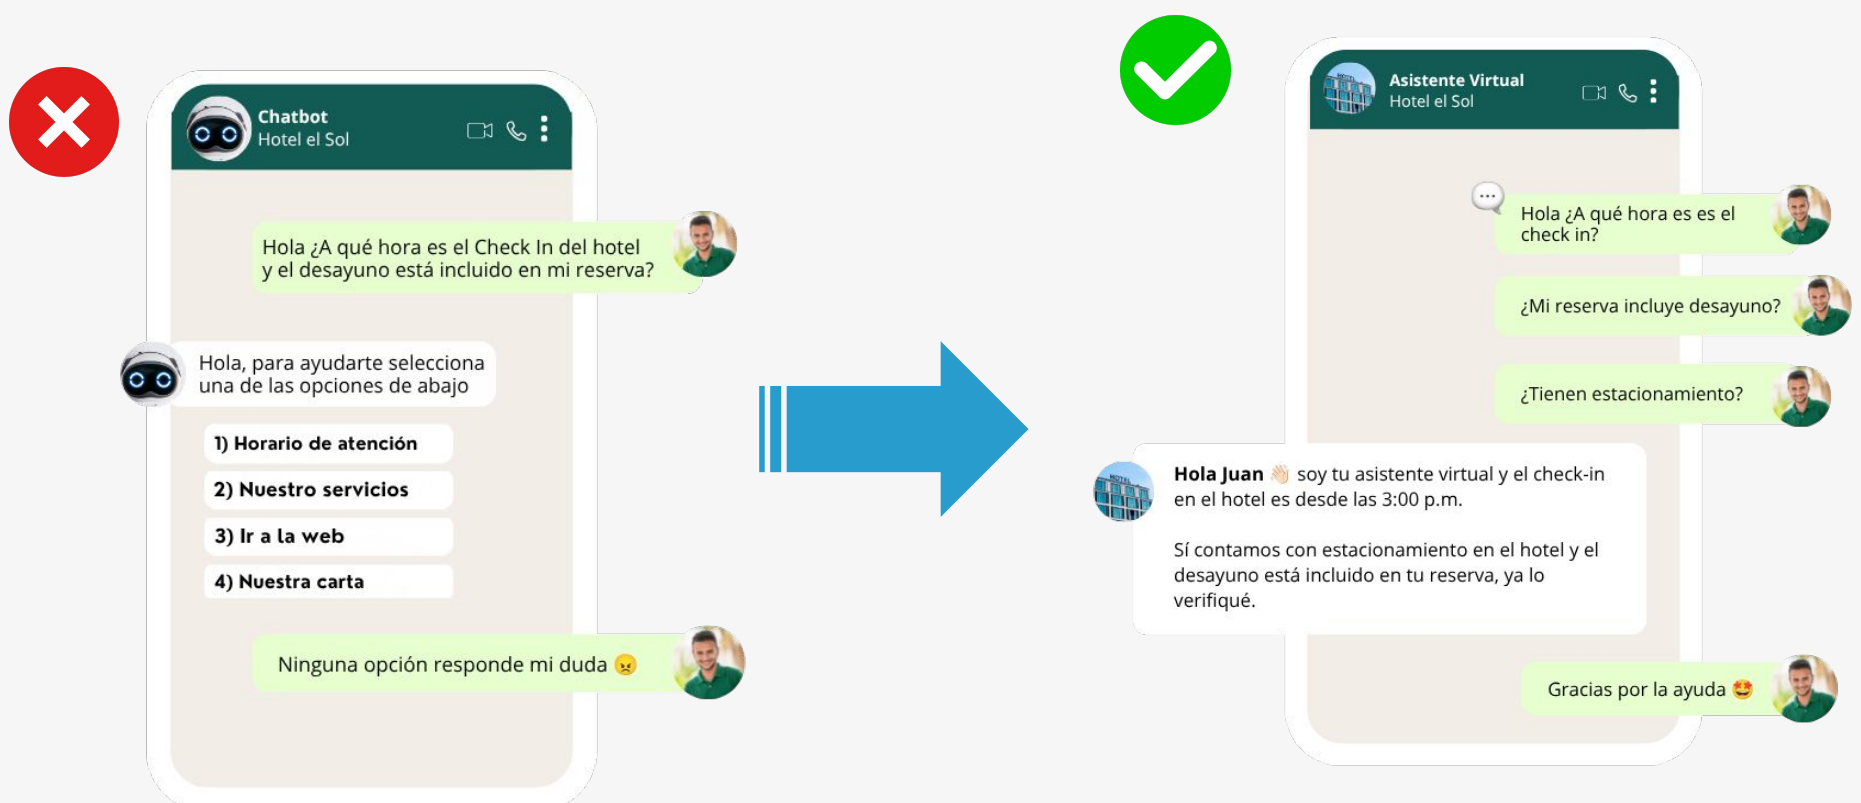 Chatbot
Hotel el Sol
Hola ¿A qué hora es el Check In del hotel
y el desayuno está incluido en mi reserva?
Hola, para ayudarte selecciona
una de las opciones de abajo
1) Horario de atención
2) Nuestro servicios
3) Ir a la web
4) Nuestra carta
Ninguna opción responde mi duda 😠
Asistente Virtual
Hotel el Sol
Hola ¿A qué hora es es el
check in?
¿Mi reserva incluye desayuno?
¿Tienen estacionamiento?
Hola Juan 👋🏻 soy tu asistente virtual y el check-in
en el hotel es desde las 3:00 p.m.
Sí contamos con estacionamiento en el hotel y el
desayuno está incluido en tu reserva, ya lo
verifiqué.
Gracias por la ayuda 🤩